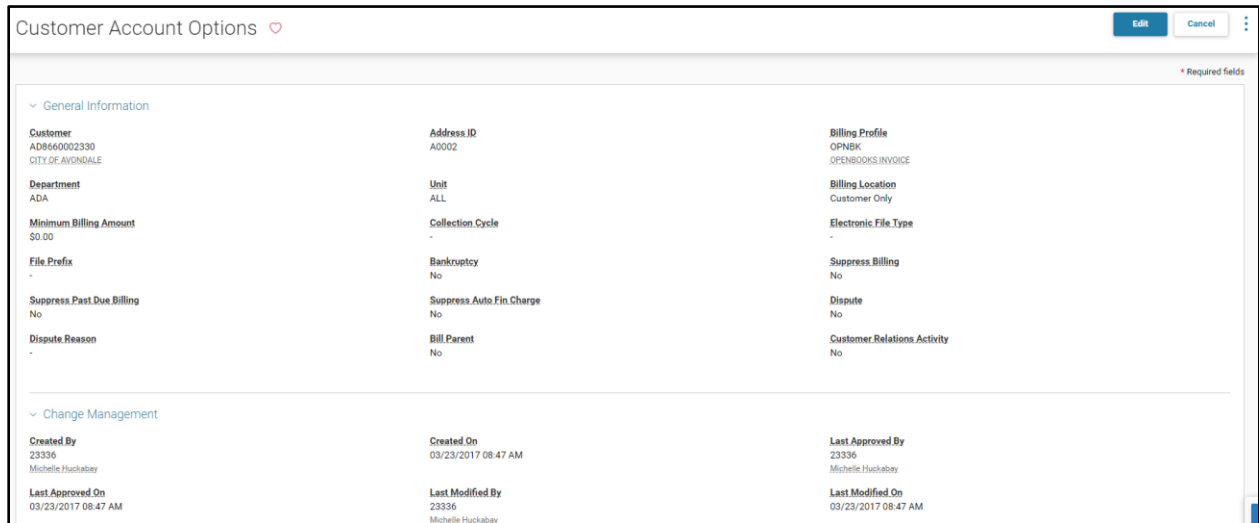 Customer Account Options
Edit
Cancel
* Required fields
General Information
Customer
AD8660002330
CITY OF AVONDALE
Address ID
A0002
Billing Profile
OPNBK
OPENBOOKS INVOICE
Department
ADA
Unit
ALL
Billing Location
Customer Only
Minimum Billing Amount
$0.00
Collection Cycle
-
Electronic File Type
-
File Prefix
-
Bankruptcy
No
Suppress Billing
No
Suppress Past Due Billing
No
Suppress Auto Fin Charge
No
Dispute
No
Dispute Reason
-
Bill Parent
No
Customer Relations Activity
No
Change Management
Created By
23336
Michelle Huckabay
Created On
03/23/2017 08:47 AM
Last Approved By
23336
Michelle Huckabay
Last Approved On
03/23/2017 08:47 AM
Last Modified By
23336
Michelle Huckabay
Last Modified On
03/23/2017 08:47 AM